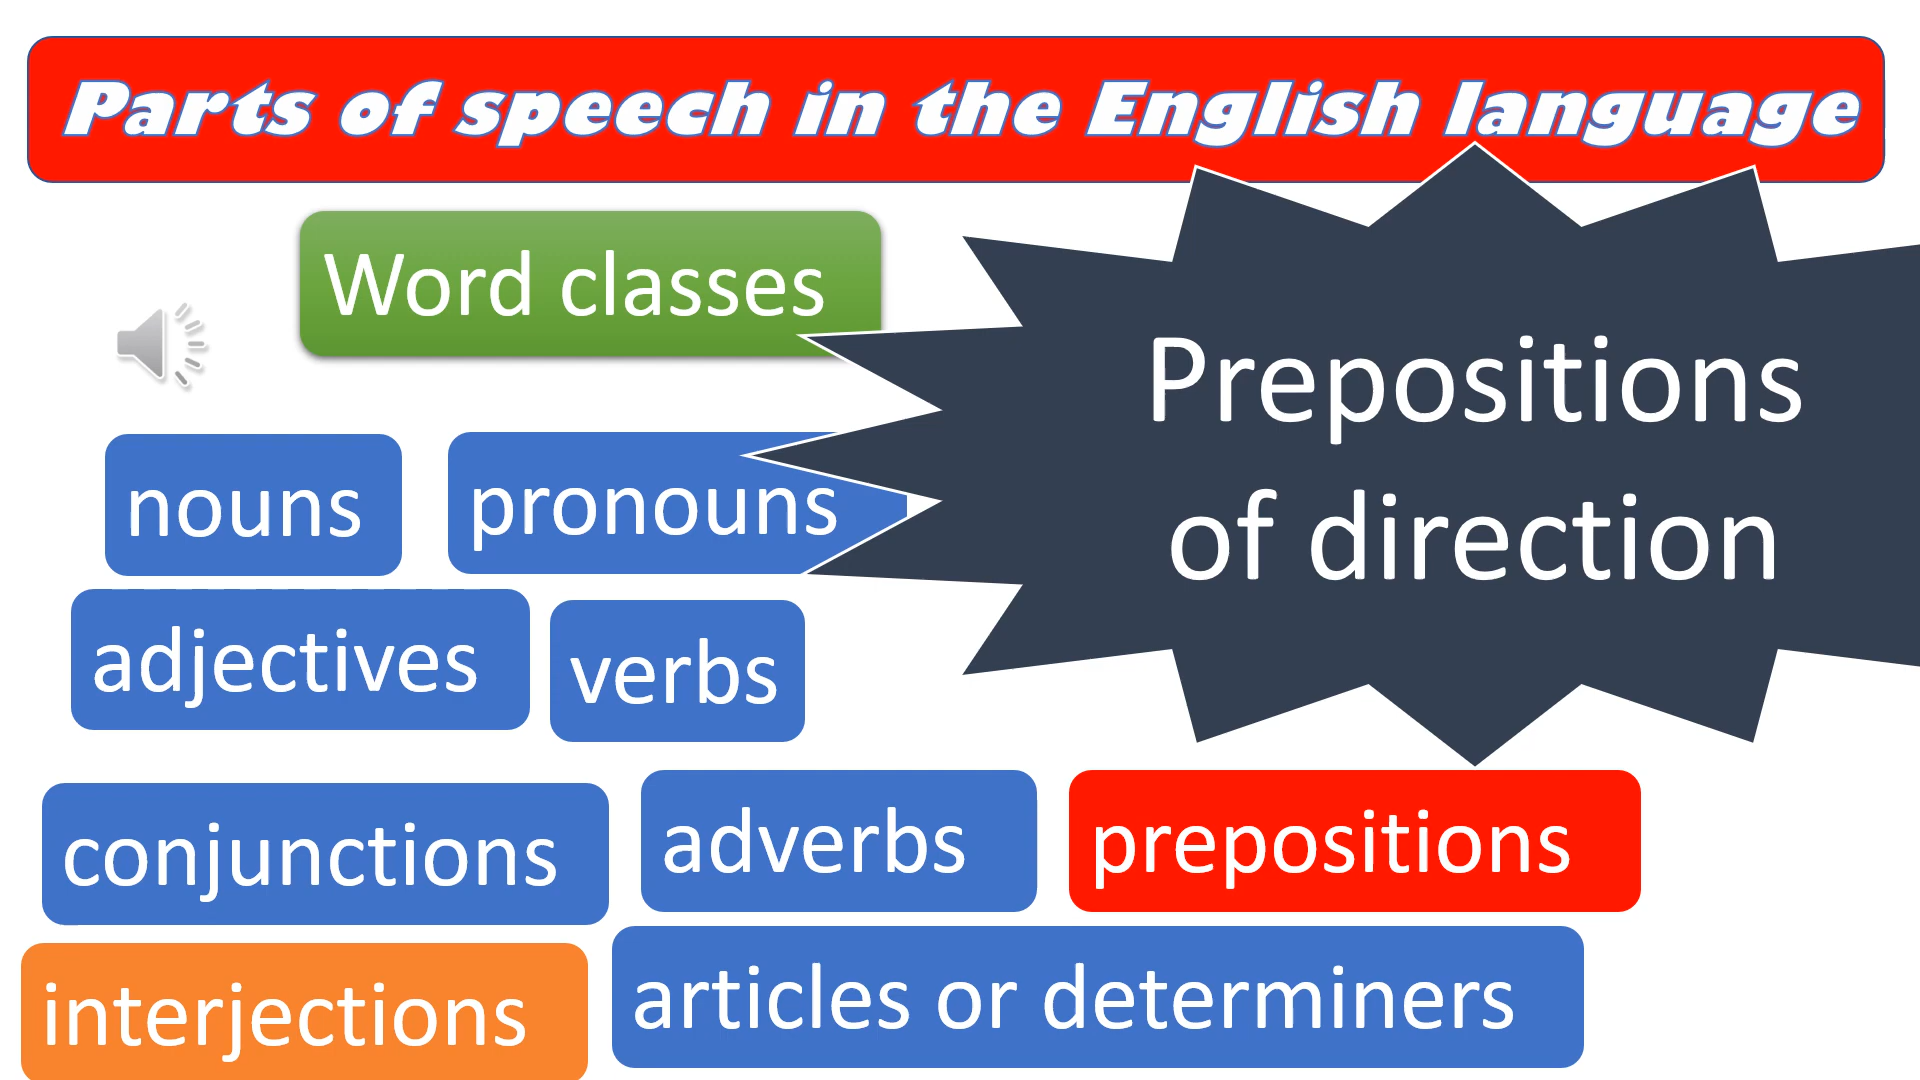 Parts of speech in the English language
Word classes
Prepositions
of direction
nouns
pronouns
adjectives
verbs
conjunctions
adverbs
prepositions
interjections
articles or determiners